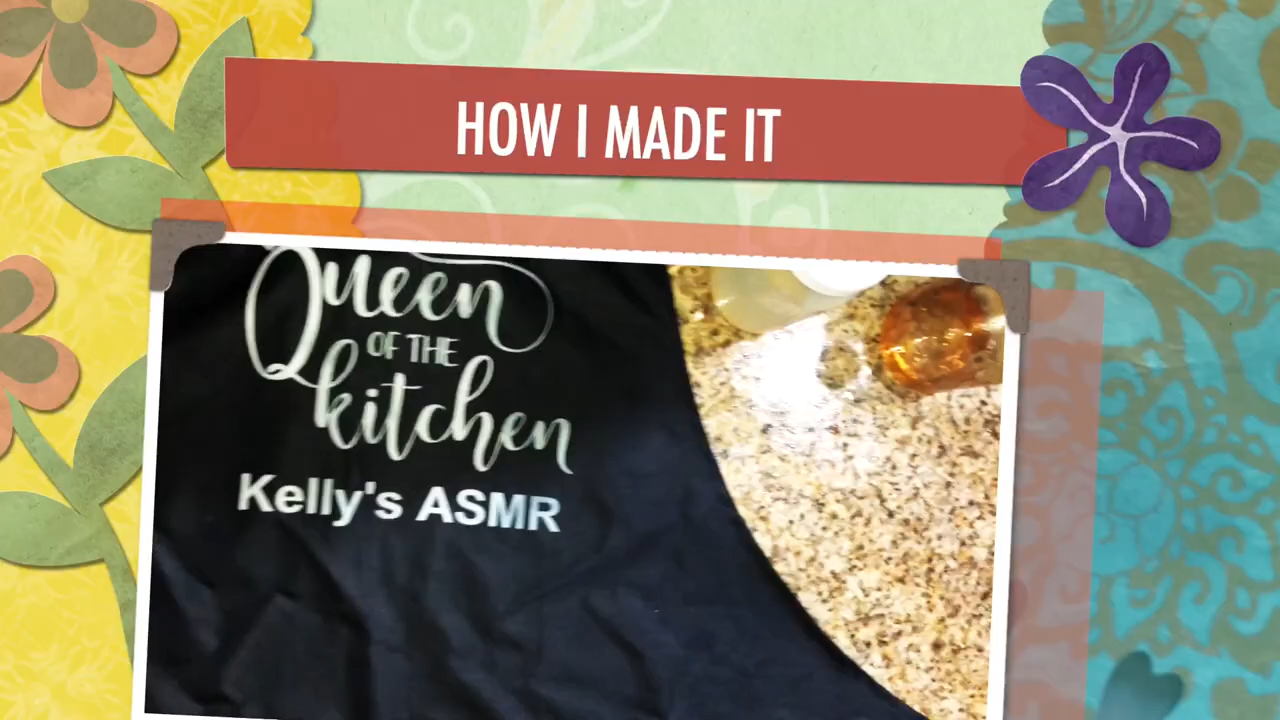 HOW I MADE IT
Queen
OF THE
kitchen
Kelly's ASMR